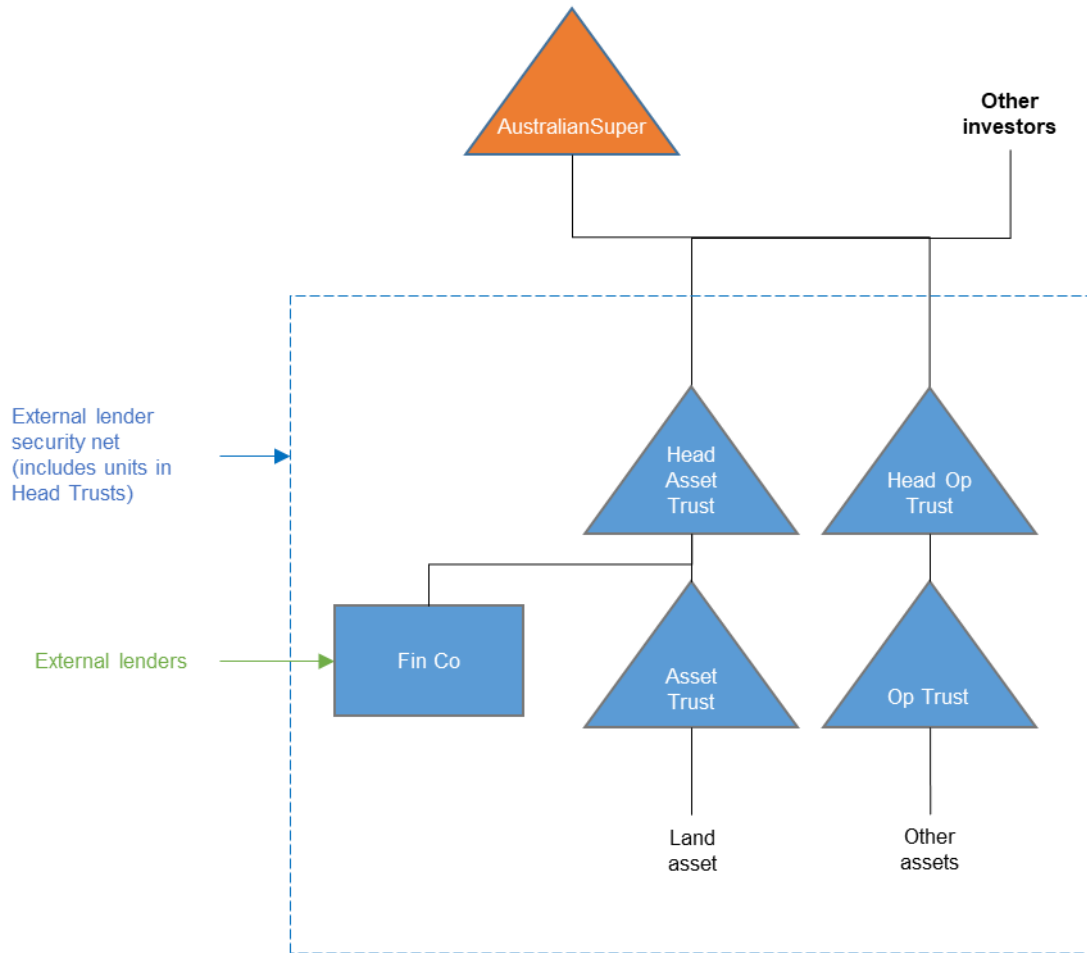 AustralianSuper
Other
investors
External lender
security net
(includes units in
Head Trusts)
Head
Asset
Trust
Head Op
Trust
External lenders
Fin Co
Asset
Trust
Op Trust
Land
asset
Other
assets